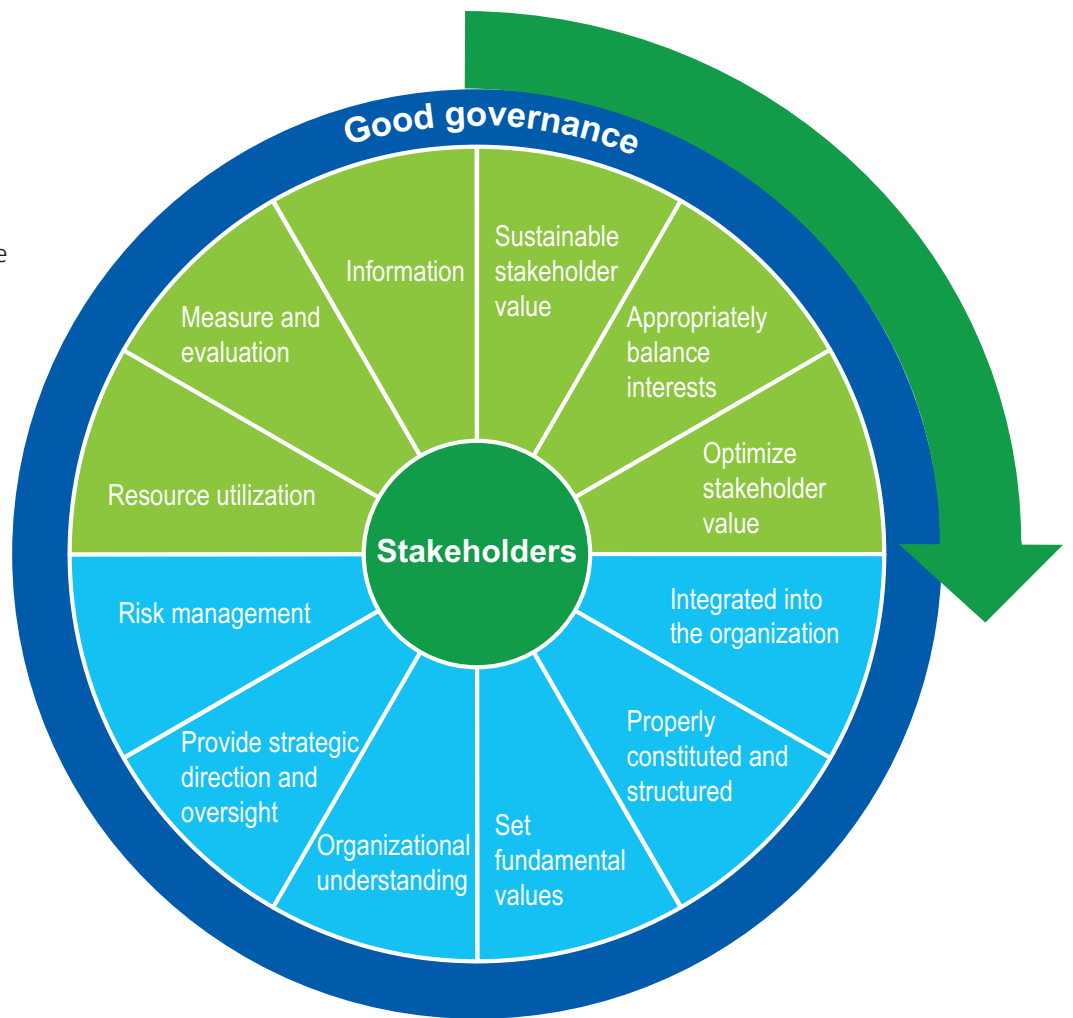 Good governance
Sustainable
stakeholder
value
Appropriately
balance
interests
Optimize
stakeholder
value
Integrated into
the organization
Properly
constituted and
structured
Set
fundamental
values
Organizational
understanding
Provide strategic
direction and
oversight
Risk management
Resource utilization
Measure and
evaluation
Information
Stakeholders
e